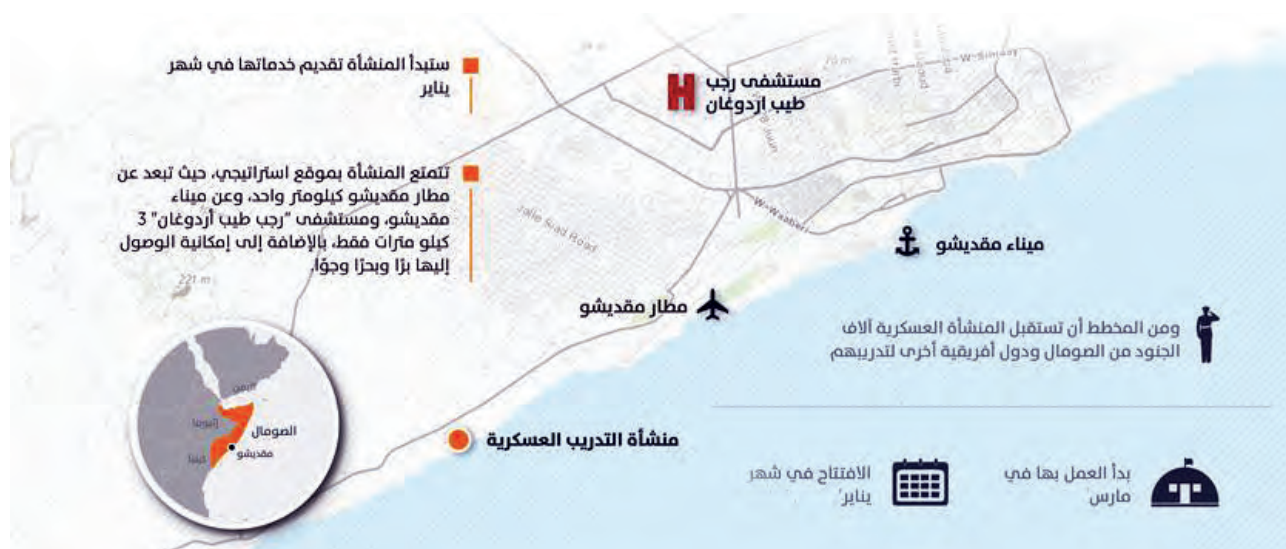 ستبدأ المنشأة تقديم خدماتها في شهر
يناير
تتمتع المنشأة بموقع استراتيجي، حيث تبعد عن
مطار مقديشو كيلومتر واحد، وعن ميناء
مقديشو، ومستشفى "رجب طيب أردوغان" 3
كيلو مترات فقط، بالإضافة إلى إمكانية الوصول
إليها برًا وبحرًا وجوًا.
H
مستشفى رجب
طيب اردوغان
70 m
W-Waaberi
Jalle Siad Road
221 m
ميناء مقديشو
مطار مقديشو
منشأة التدريب العسكرية
ومن المخطط أن تستقبل المنشأة العسكرية آلاف
الجنود من الصومال ودول أفريقية أخرى لتدريبهم
بدأ العمل بها في
مارس
الافتتاح في شهر
يناير
اليمن
إثيوبيا
الصومال
مقديشو
كينيا